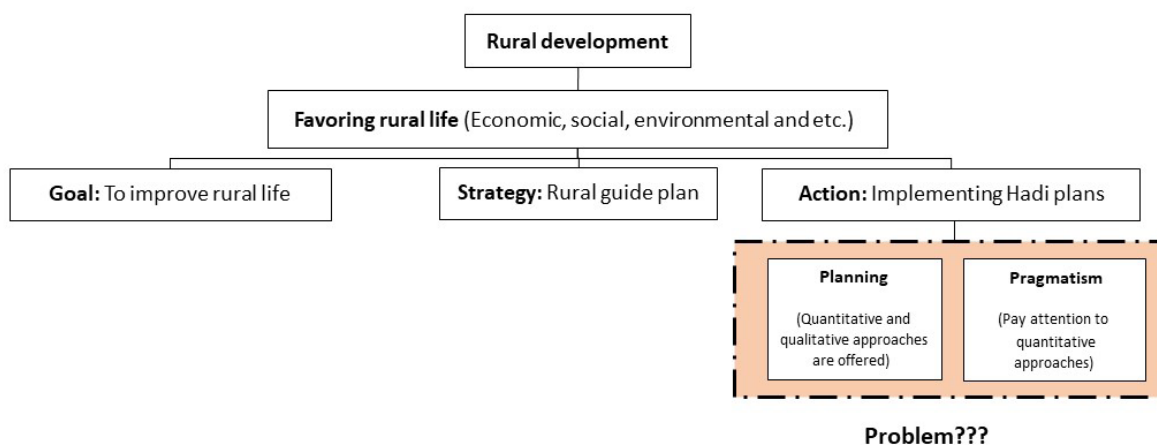 Rural development
Favoring rural life (Economic, social, environmental and etc.)
Goal: To improve rural life
Strategy: Rural guide plan
Action: Implementing Hadi plans
Planning
(Quantitative and
qualitative approaches
are offered)
Pragmatism
(Pay attention to
quantitative
approaches)
Problem???